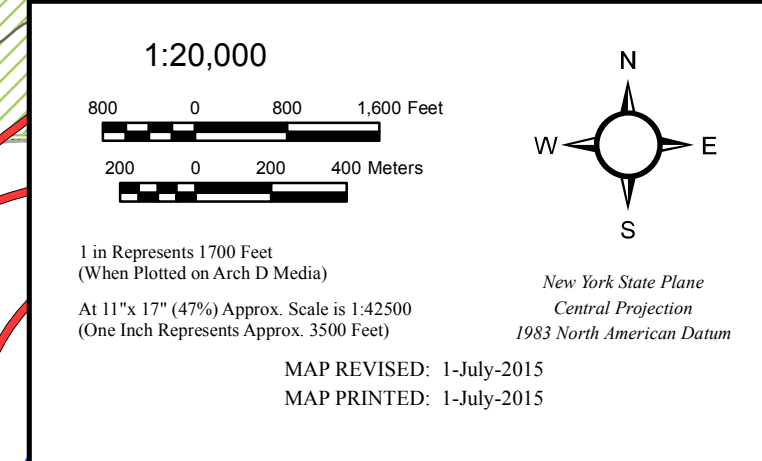 1:20,000
800 0 800 1,600 Feet
200 0 200 400 Meters
1 in Represents 1700 Feet
(When Plotted on Arch D Media)
At 11"x 17" (47%) Approx. Scale is 1:42500
(One Inch Represents Approx. 3500 Feet)
N
W E
S
New York State Plane
Central Projection
1983 North American Datum
MAP REVISED: 1-July-2015
MAP PRINTED: 1-July-2015